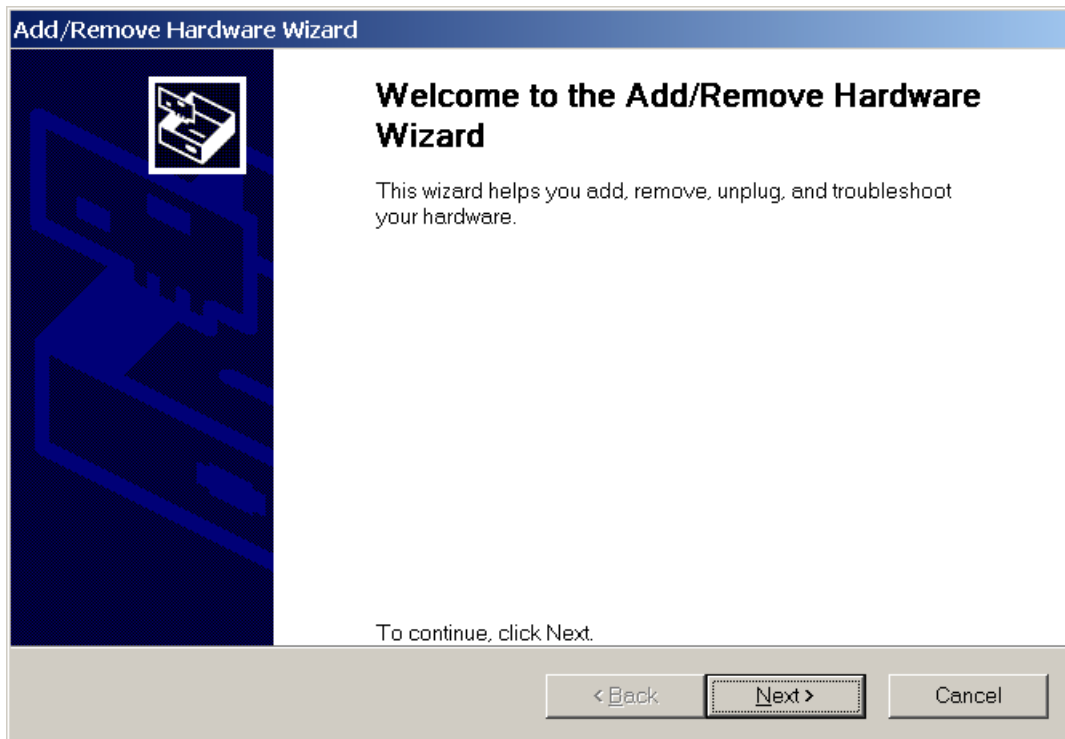 Add/Remove Hardware Wizard
Welcome to the Add/Remove Hardware
Wizard
This wizard helps you add, remove, unplug, and troubleshoot
your hardware.
To continue, click Next.
< Back Next > Cancel